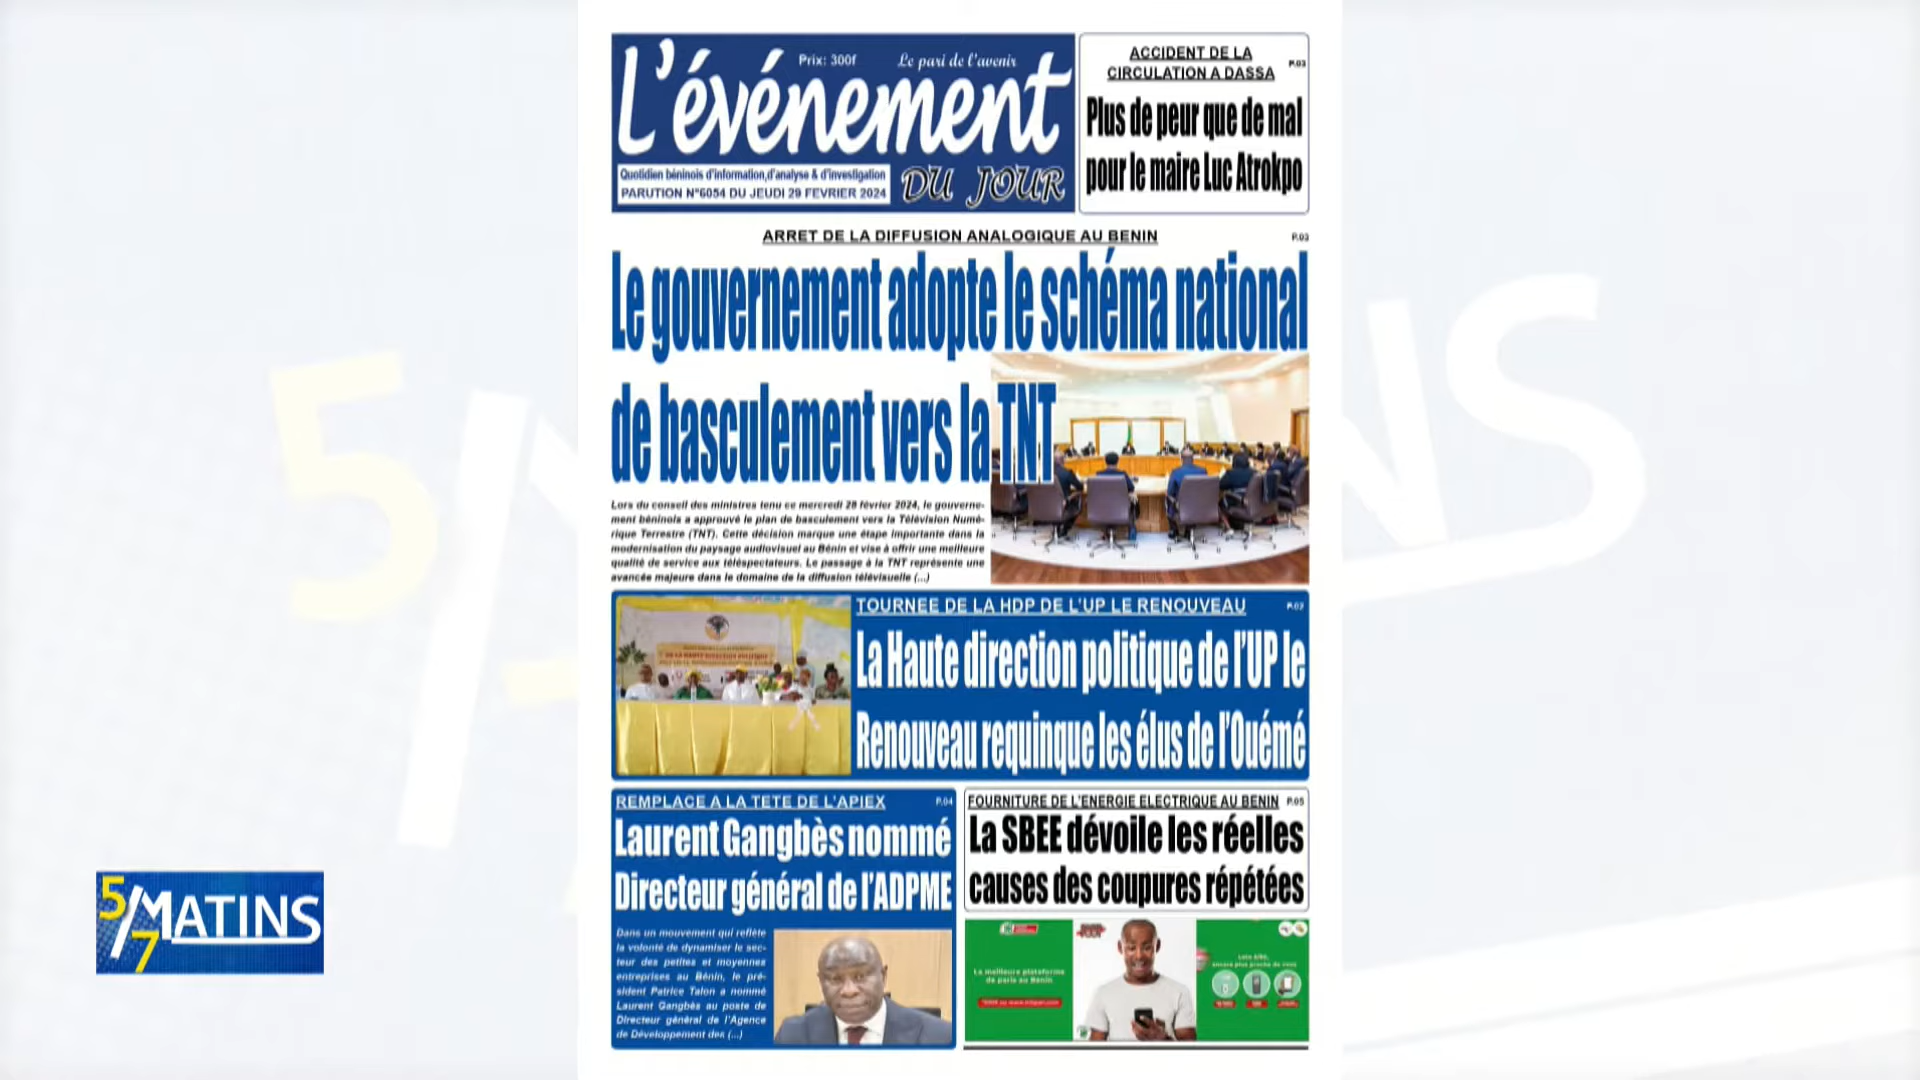 Prix: 300f
Le pari de l'avenir
L'événement
DU JOUR
Quotidien béninois d'information,d'analyse & d'investigation
PARUTION N°6054 DU JEUDI 29 FEVRIER 2024
ACCIDENT DE LA
CIRCULATION A DASSA
P.03
Plus de peur que de mal
pour le maire Luc Atrokpo
ARRET DE LA DIFFUSION ANALOGIQUE AU BENIN
P.03
Le gouvernement adopte le schéma national
de basculement vers la TNT
Lors du conseil des ministres tenu ce mercredi 28 février 2024, le gouverne-
ment béninois a approuvé le plan de basculement vers la Télévision Numé-
rique Terrestre (TNT). Cette décision marque une étape importante dans la
modernisation du paysage audiovisuel au Bénin et vise à offrir une meilleure
qualité de service aux téléspectateurs. Le passage à la TNT représente une
avancée majeure dans le domaine de la diffusion télévisuelle (...)
TOURNEE DE LA HDP DE L'UP LE RENOUVEAU
La Haute direction politique de l'UP le
Renouveau requinque les élus de l'Ouémé
REMPLACE A LA TETE DE L'APIEX
P.04
Laurent Gangbès nommé
Directeur général de l'ADPME
Dans un mouvement qui reflète
la volonté de dynamiser le sec-
teur des petites et moyennes
entreprises au Bénin, le pré-
sident Patrice Talon a nommé
Laurent Gangbès au poste de
Directeur général de l'Agence
de Développement des (...)
FOURNITURE DE L'ENERGIE ELECTRIQUE AU BENIN
P.05
La SBEE dévoile les réelles
causes des coupures répétées
La meilleure plateforme
de paris au Bénin
5/7 MATINS